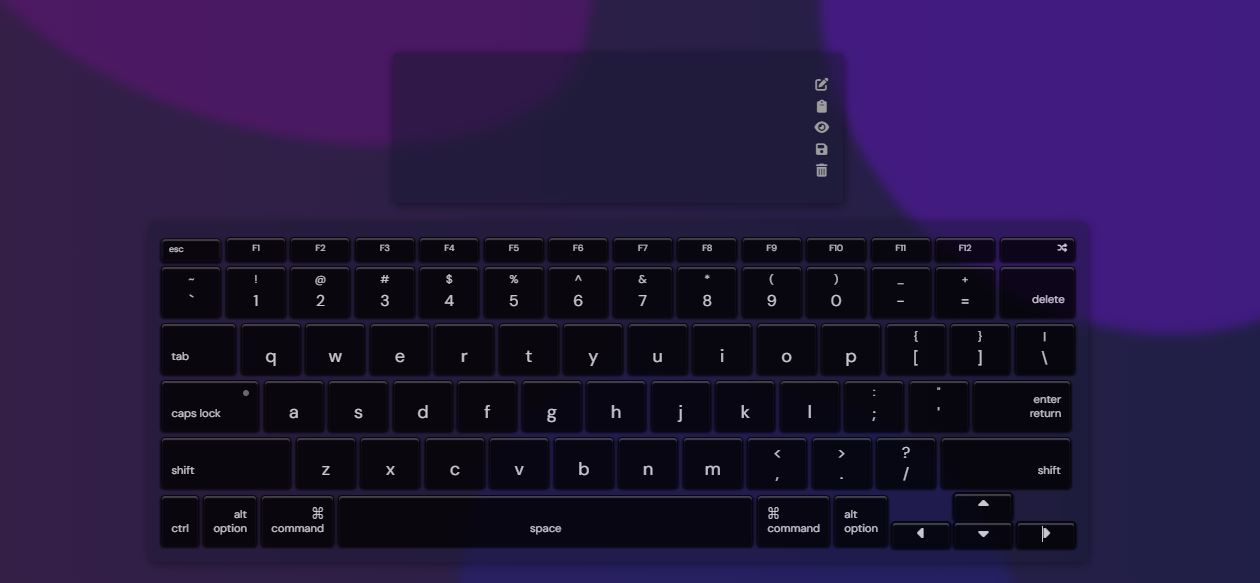 esc F1 F2 F3 F4 F5 F6 F7 F8 F9 F10 F11 F12
~ ! @ # $ % ^ & * ( ) _ +
` 1 2 3 4 5 6 7 8 9 0 - = delete
{ } |
tab q w e r t y u i o p [ ] \
: " enter
caps lock a s d f g h j k l ; ' return
< > ?
shift z x c v b n m , . / shift
alt ⌘ ⌘ alt
ctrl option command space command option